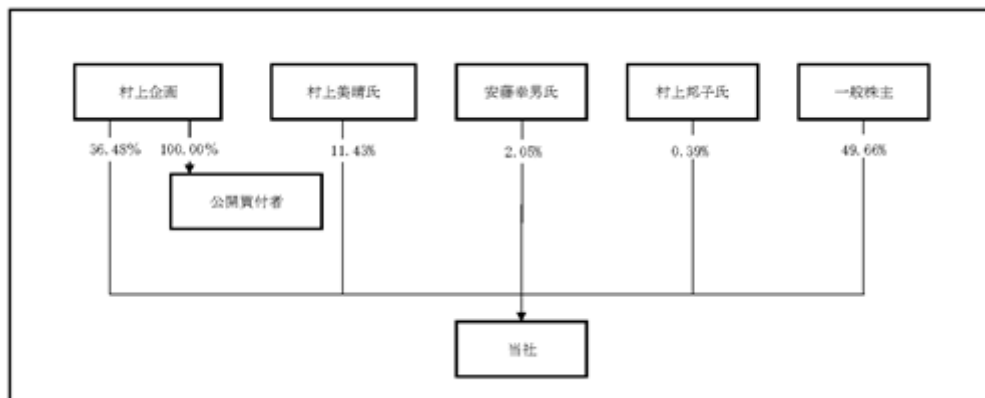 村上企画 村上美晴氏 安藤幸男氏 村上邦子氏 一般株主
36.48% 100.00% 11.43% 2.05% 0.39% 49.66%
公開買付者
当社